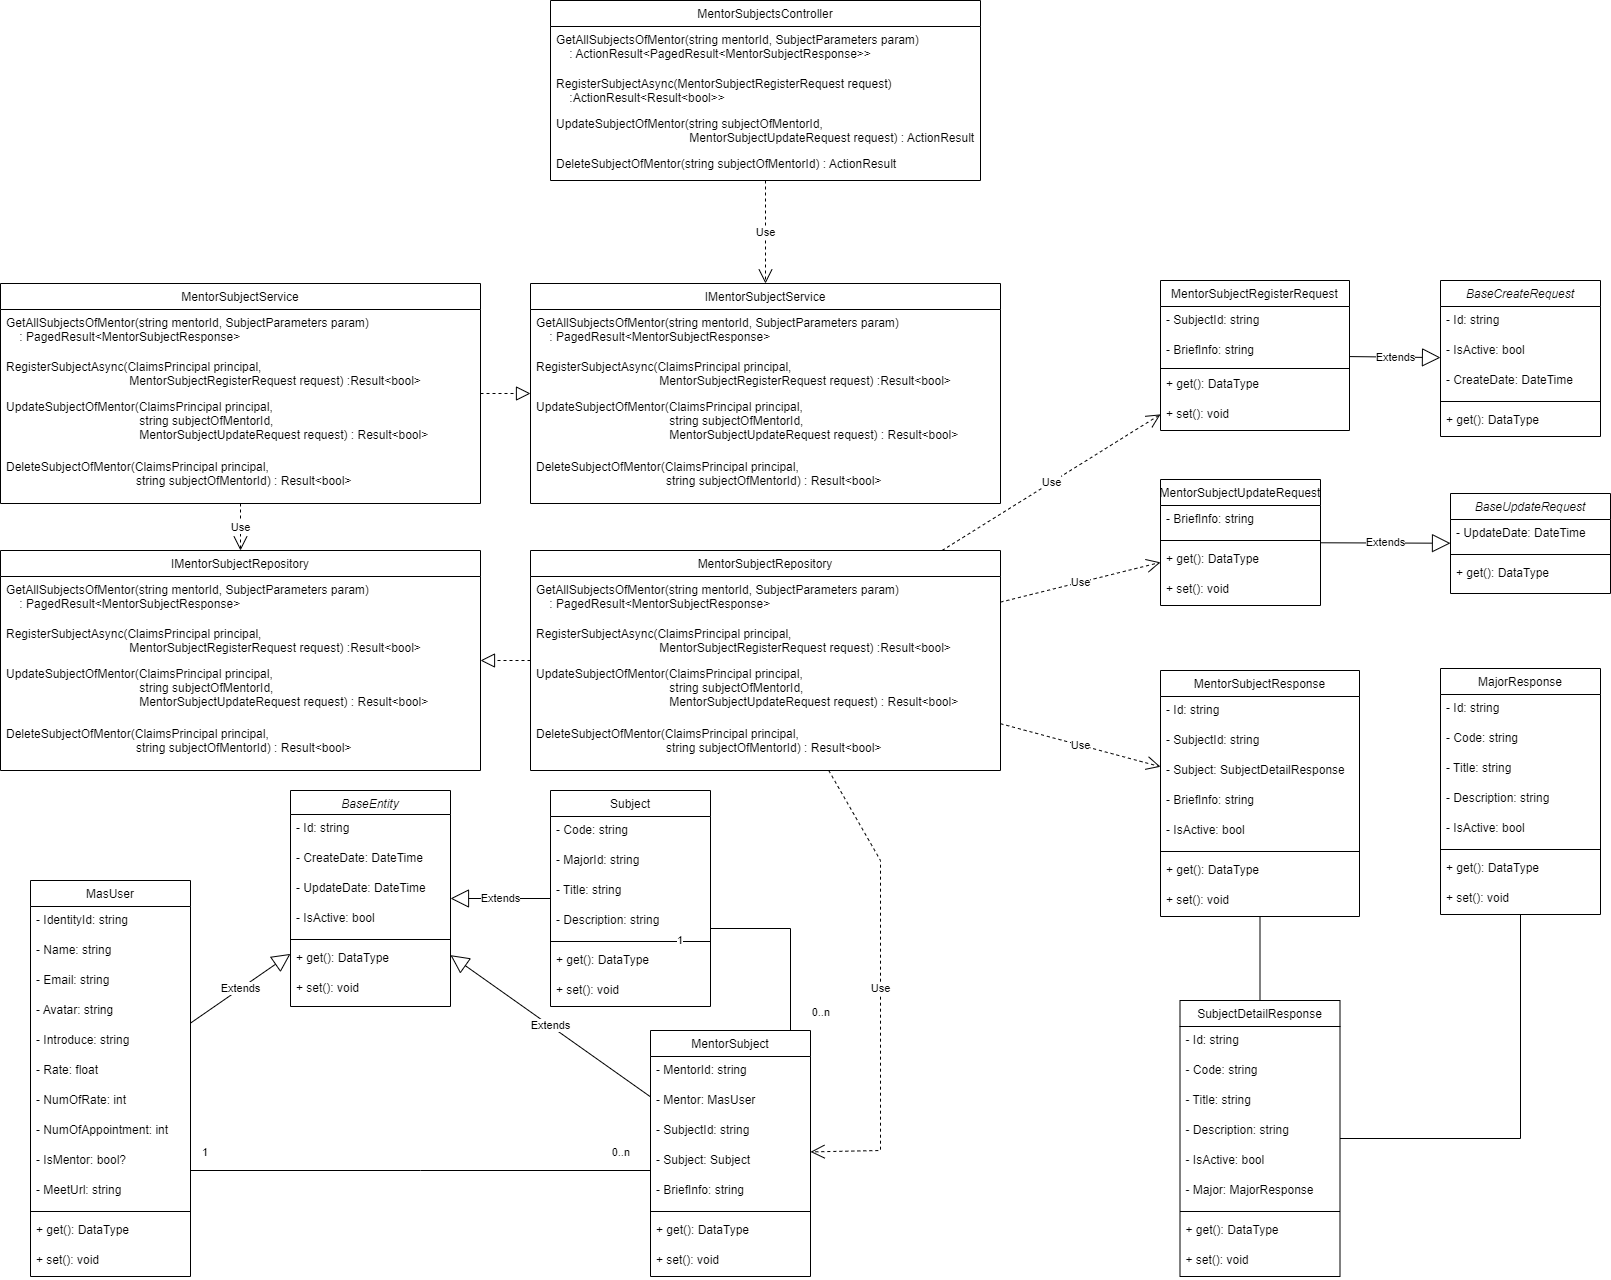 MentorSubjectsController
GetAllSubjectsOfMentor(string mentorId, SubjectParameters param)
: ActionResult<PagedResult<MentorSubjectResponse>>
RegisterSubjectAsync(MentorSubjectRegisterRequest request)
:ActionResult<Result<bool>>
UpdateSubjectOfMentor(string subjectOfMentorId,
MentorSubjectUpdateRequest request) : ActionResult
DeleteSubjectOfMentor(string subjectOfMentorId) : ActionResult
Use
MentorSubjectService
GetAllSubjectsOfMentor(string mentorId, SubjectParameters param)
: PagedResult<MentorSubjectResponse>
RegisterSubjectAsync(ClaimsPrincipal principal,
MentorSubjectRegisterRequest request) :Result<bool>
UpdateSubjectOfMentor(ClaimsPrincipal principal,
string subjectOfMentorId,
MentorSubjectUpdateRequest request) : Result<bool>
DeleteSubjectOfMentor(ClaimsPrincipal principal,
string subjectOfMentorId) : Result<bool>
IMentorSubjectService
GetAllSubjectsOfMentor(string mentorId, SubjectParameters param)
: PagedResult<MentorSubjectResponse>
RegisterSubjectAsync(ClaimsPrincipal principal,
MentorSubjectRegisterRequest request) :Result<bool>
UpdateSubjectOfMentor(ClaimsPrincipal principal,
string subjectOfMentorId,
MentorSubjectUpdateRequest request) : Result<bool>
DeleteSubjectOfMentor(ClaimsPrincipal principal,
string subjectOfMentorId) : Result<bool>
MentorSubjectRegisterRequest
- SubjectId: string
- BriefInfo: string
+ get(): DataType
+ set(): void
Extends
BaseCreateRequest
- Id: string
- IsActive: bool
- CreateDate: DateTime
+ get(): DataType
Use
Use
IMentorSubjectRepository
GetAllSubjectsOfMentor(string mentorId, SubjectParameters param)
: PagedResult<MentorSubjectResponse>
RegisterSubjectAsync(ClaimsPrincipal principal,
MentorSubjectRegisterRequest request) :Result<bool>
UpdateSubjectOfMentor(ClaimsPrincipal principal,
string subjectOfMentorId,
MentorSubjectUpdateRequest request) : Result<bool>
DeleteSubjectOfMentor(ClaimsPrincipal principal,
string subjectOfMentorId) : Result<bool>
MentorSubjectRepository
GetAllSubjectsOfMentor(string mentorId, SubjectParameters param)
: PagedResult<MentorSubjectResponse>
RegisterSubjectAsync(ClaimsPrincipal principal,
MentorSubjectRegisterRequest request) :Result<bool>
UpdateSubjectOfMentor(ClaimsPrincipal principal,
string subjectOfMentorId,
MentorSubjectUpdateRequest request) : Result<bool>
DeleteSubjectOfMentor(ClaimsPrincipal principal,
string subjectOfMentorId) : Result<bool>
Use
MentorSubjectUpdateRequest
- BriefInfo: string
+ get(): DataType
+ set(): void
Extends
BaseUpdateRequest
- UpdateDate: DateTime
+ get(): DataType
Use
MentorSubjectResponse
- Id: string
- SubjectId: string
- Subject: SubjectDetailResponse
- BriefInfo: string
- IsActive: bool
+ get(): DataType
+ set(): void
MajorResponse
- Id: string
- Code: string
- Title: string
- Description: string
- IsActive: bool
+ get(): DataType
+ set(): void
BaseEntity
- Id: string
- CreateDate: DateTime
- UpdateDate: DateTime
- IsActive: bool
+ get(): DataType
+ set(): void
Extends
Subject
- Code: string
- MajorId: string
- Title: string
- Description: string
1
+ get(): DataType
+ set(): void
MasUser
- IdentityId: string
- Name: string
- Email: string
- Avatar: string
- Introduce: string
- Rate: float
- NumOfRate: int
- NumOfAppointment: int
- IsMentor: bool?
- MeetUrl: string
+ get(): DataType
+ set(): void
Extends
Extends
Use
0..n
1
0..n
MentorSubject
- MentorId: string
- Mentor: MasUser
- SubjectId: string
- Subject: Subject
- BriefInfo: string
+ get(): DataType
+ set(): void
SubjectDetailResponse
- Id: string
- Code: string
- Title: string
- Description: string
- IsActive: bool
- Major: MajorResponse
+ get(): DataType
+ set(): void